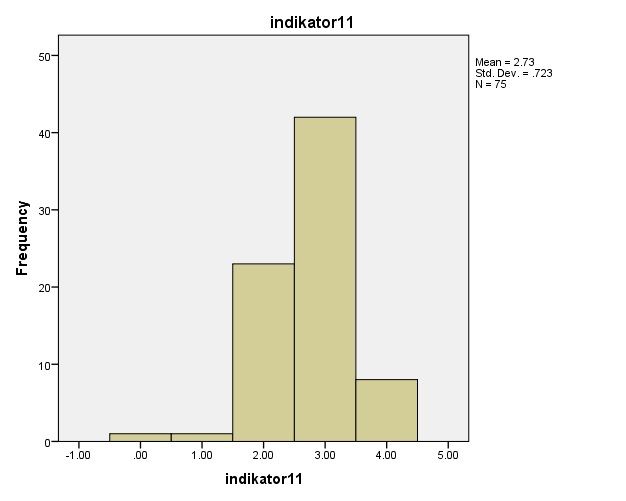 indikator11
Mean = 2.73
Std. Dev. = .723
N = 75
50
40
30
20
10
0
Frequency
-1.00 .00 1.00 2.00 3.00 4.00 5.00
indikator11